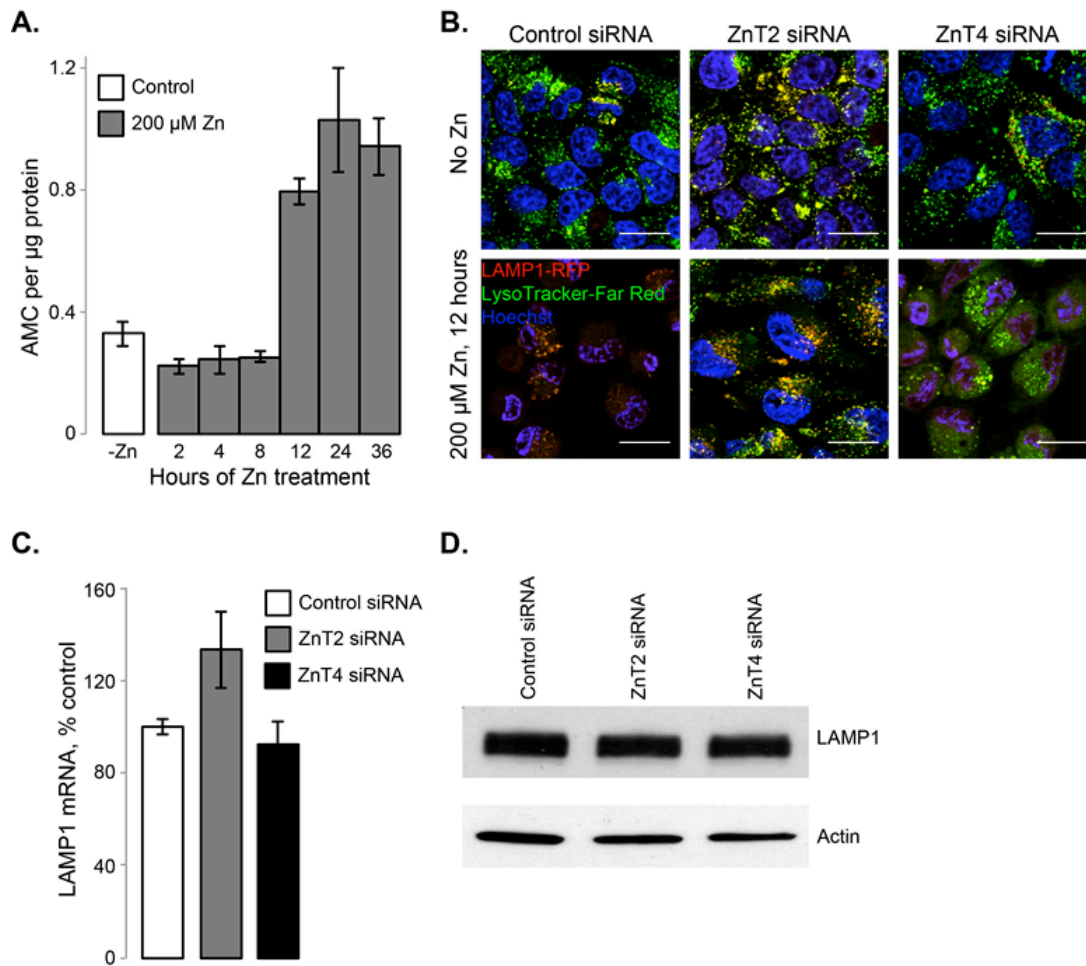 A.
1.2
0.8
0.4
0
AMC per µg protein
Control
200 µM Zn
-Zn 2 4 8 12 24 36
Hours of Zn treatment
B.
Control siRNA ZnT2 siRNA ZnT4 siRNA
No Zn
200 µM Zn, 12 hours
LAMP1-RFP
LysoTracker-Far Red
Hoechst
C.
160
120
80
40
0
LAMP1 mRNA, % control
Control siRNA
ZnT2 siRNA
ZnT4 siRNA
D.
Control siRNA
ZnT2 siRNA
ZnT4 siRNA
LAMP1
Actin